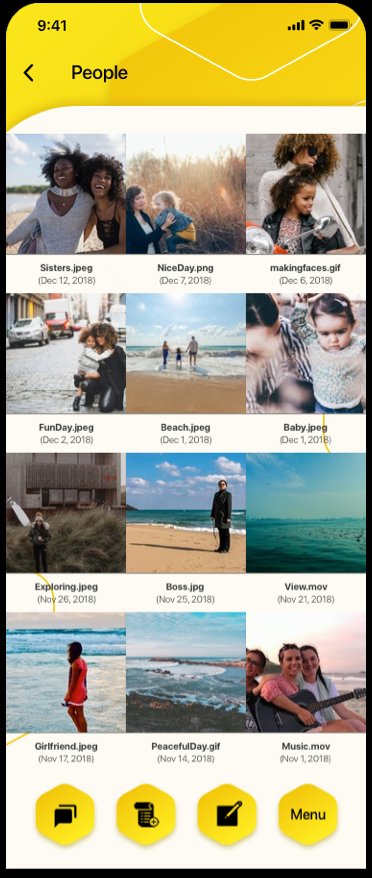 9:41
People
Sisters.jpeg
(Dec 12, 2018)
NiceDay.png
(Dec 7, 2018)
makingfaces.gif
(Dec 6, 2018)
FunDay.jpeg
(Dec 2, 2018)
Beach.jpeg
(Dec 1, 2018)
Baby.jpeg
(Dec 1, 2018)
Exploring.jpeg
(Nov 26, 2018)
Boss.jpg
(Nov 25, 2018)
View.mov
(Nov 21, 2018)
Girlfriend.jpeg
(Nov 17, 2018)
PeacefulDay.gif
(Nov 14, 2018)
Music.mov
(Nov 1, 2018)
Menu